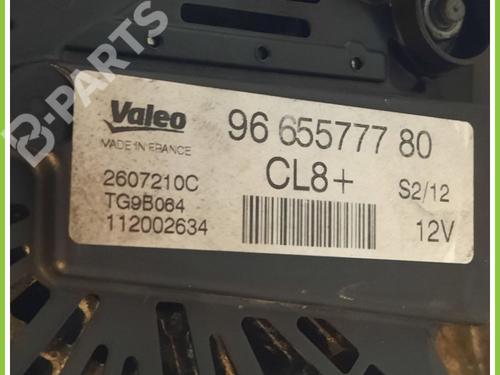 B-PARTS
Valeo
MADE IN FRANCE
96 655777 80
CL8+
S2/12
12V
2607210C
TG9B064
112002634